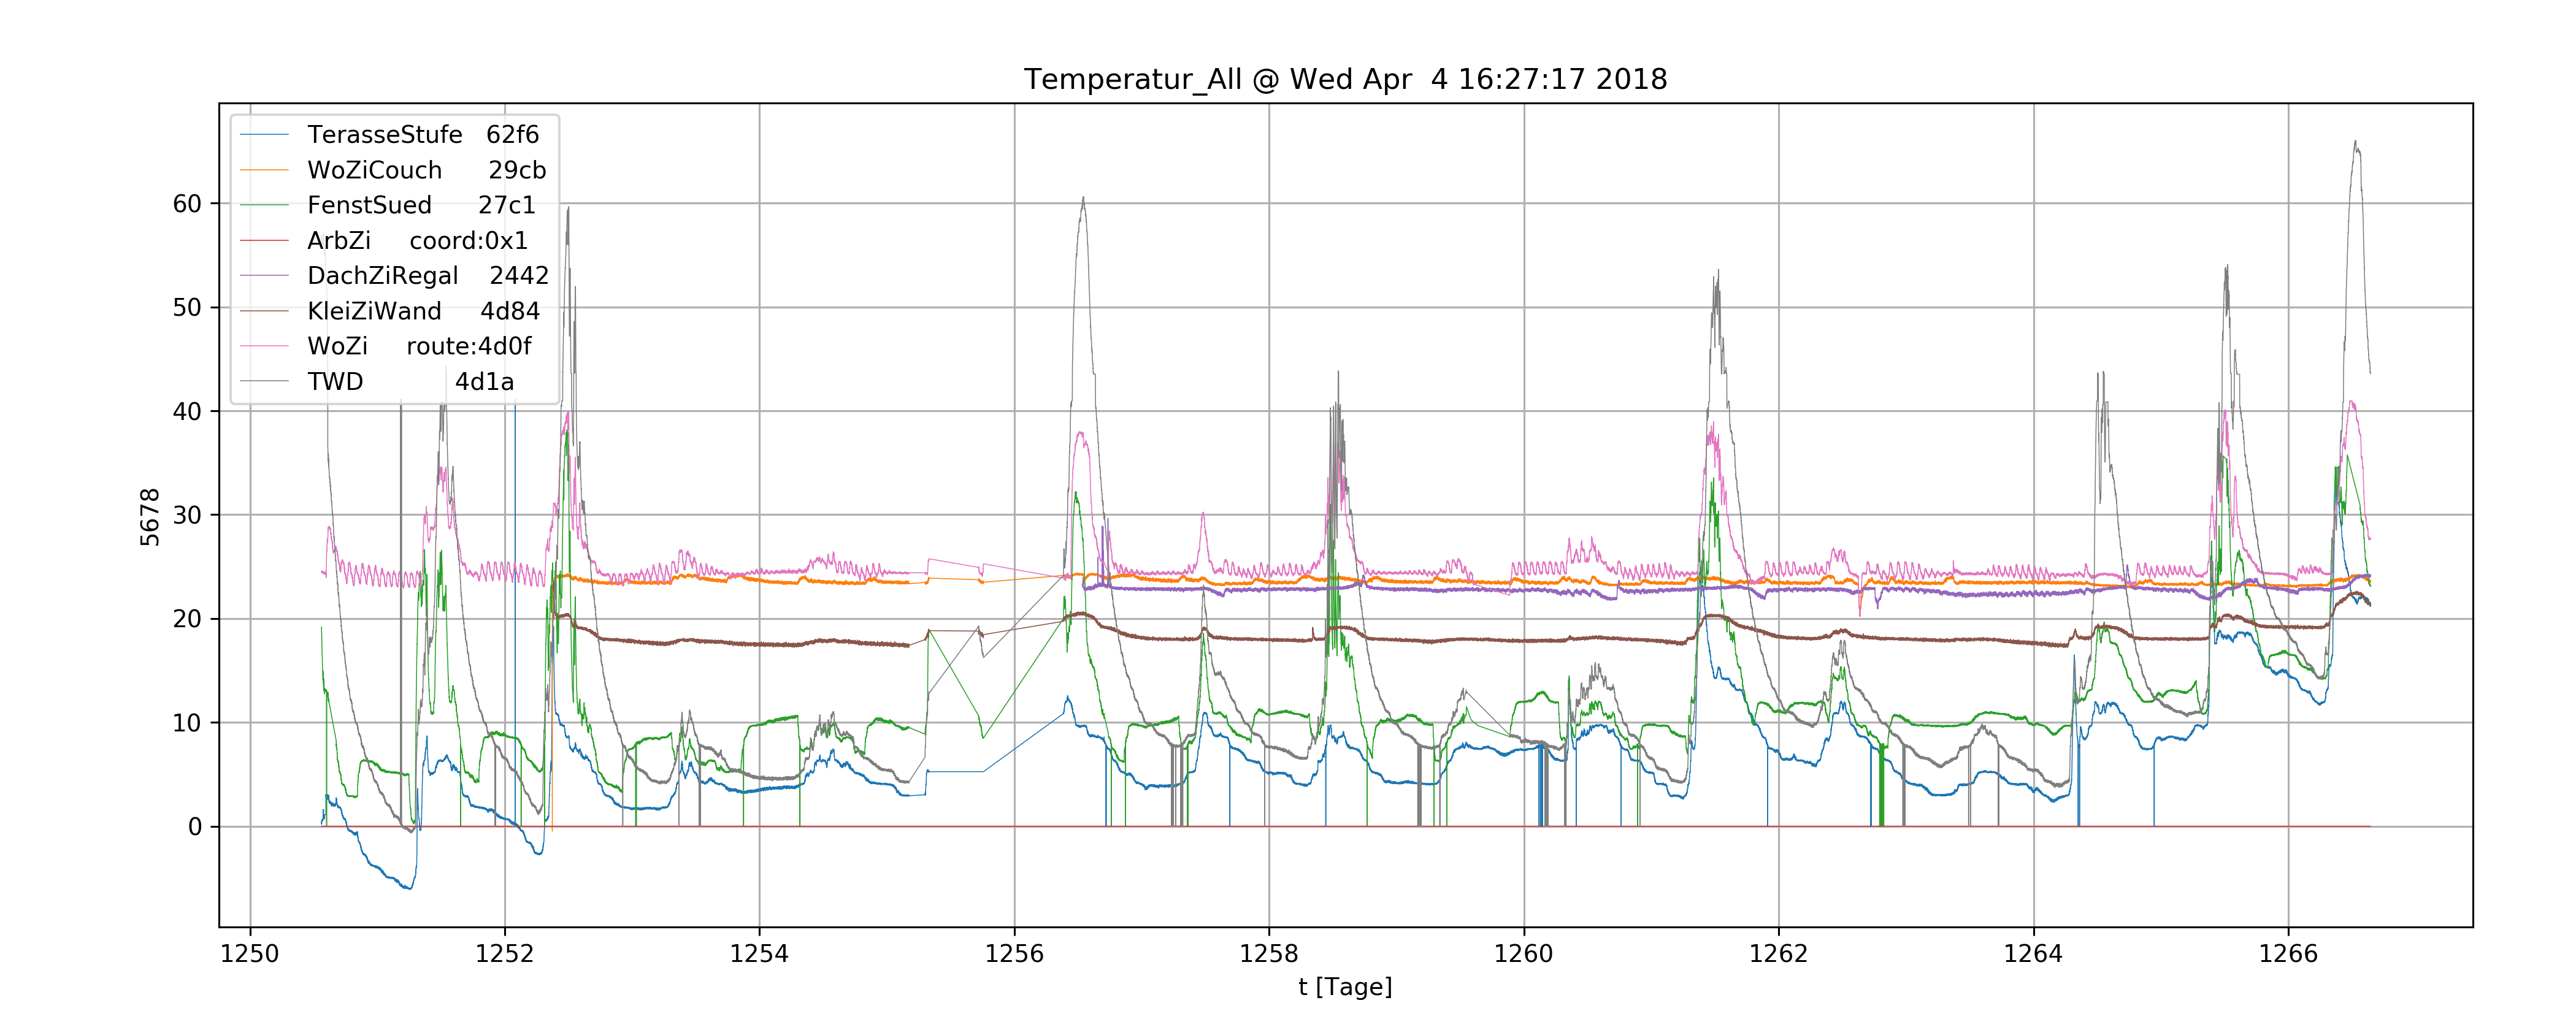 Temperatur_All @ Wed Apr  4 16:27:17 2018
TerasseStufe 62f6
WoZiCouch 29cb
FenstSued 27c1
ArbZi coord:0x1
DachZiRegal 2442
KleiZiWand 4d84
WoZi route:4d0f
TWD 4d1a
60
50
40
30
20
10
0
5678
1250 1252 1254 1256 1258 1260 1262 1264 1266
t [Tage]